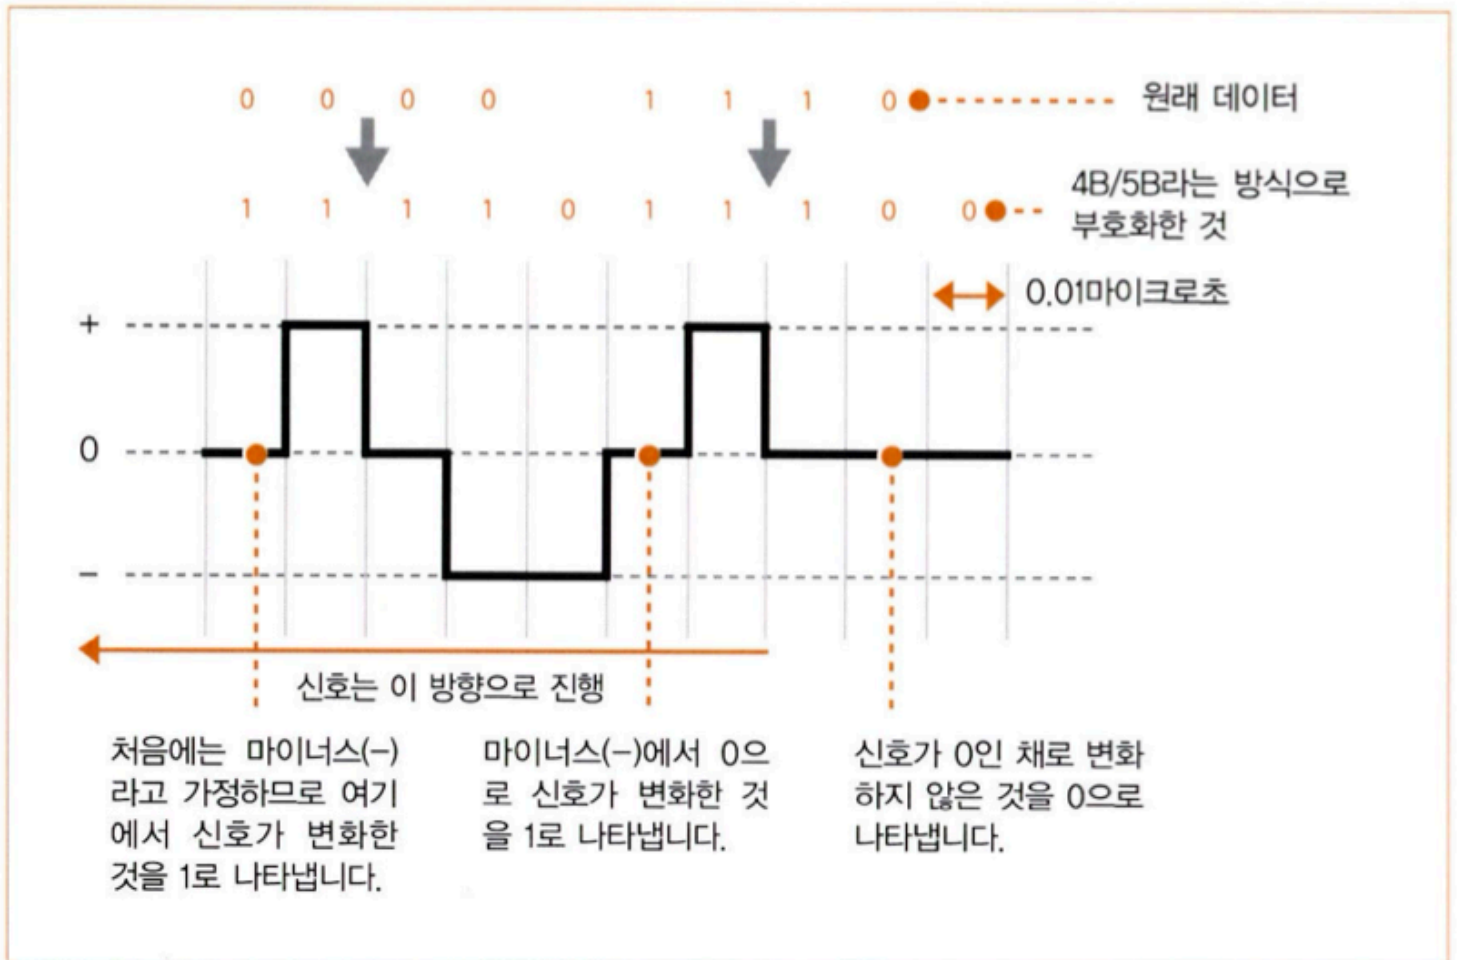 0 0 0 0 1 1 1 0
원래 데이터
1 1 1 1 0 1 1 1 0 0
4B/5B라는 방식으로
부호화한 것
0.01마이크로초
+
0
−
신호는 이 방향으로 진행
처음에는 마이너스(−)
라고 가정하므로 여기
에서 신호가 변화한
것을 1로 나타냅니다.
마이너스(−)에서 0으
로 신호가 변화한 것
을 1로 나타냅니다.
신호가 0인 채로 변화
하지 않은 것을 0으로
나타냅니다.